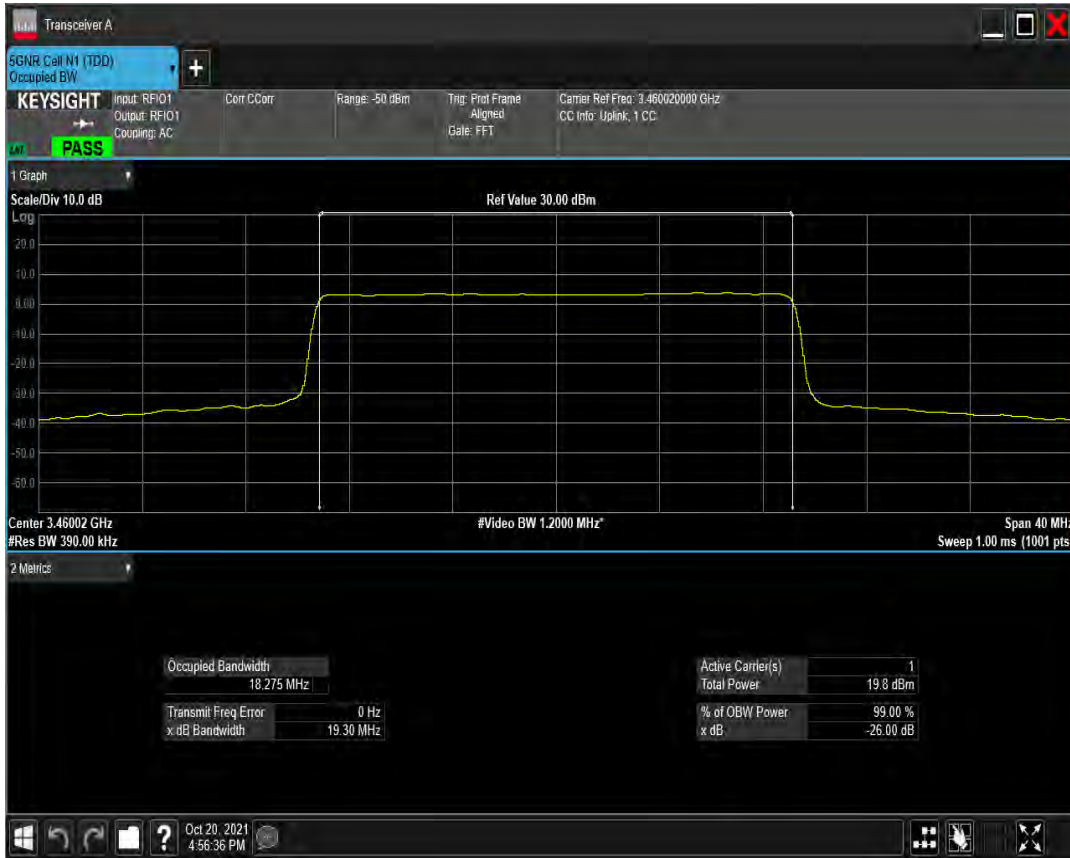 Transceiver A
5GNR Cell N1 (TDD)
Occupied BW
+
KEYSIGHT
Input: RFIO1
Output: RFIO1
Coupling: AC
Corr CCorr
Range: -50 dBm
Trig: Prot Frame
Aligned
Gate: FFT
Carrier Ref Freq: 3.460020000 GHz
CC Info: Uplink, 1 CC
PASS
1 Graph
Scale/Div 10.0 dB
Ref Value 30.00 dBm
Log
20.0
10.0
0.00
-10.0
-20.0
-30.0
-40.0
-50.0
-60.0
Center 3.46002 GHz
#Video BW 1.2000 MHz*
Span 40 MHz
#Res BW 390.00 kHz
Sweep 1.00 ms (1001 pts
2 Metrics
Occupied Bandwidth
18.275 MHz
Transmit Freq Error 0 Hz
x dB Bandwidth 19.30 MHz
Active Carrier(s) 1
Total Power 19.8 dBm
% of OBW Power 99.00 %
x dB -26.00 dB
?
Oct 20, 2021
4:56:36 PM